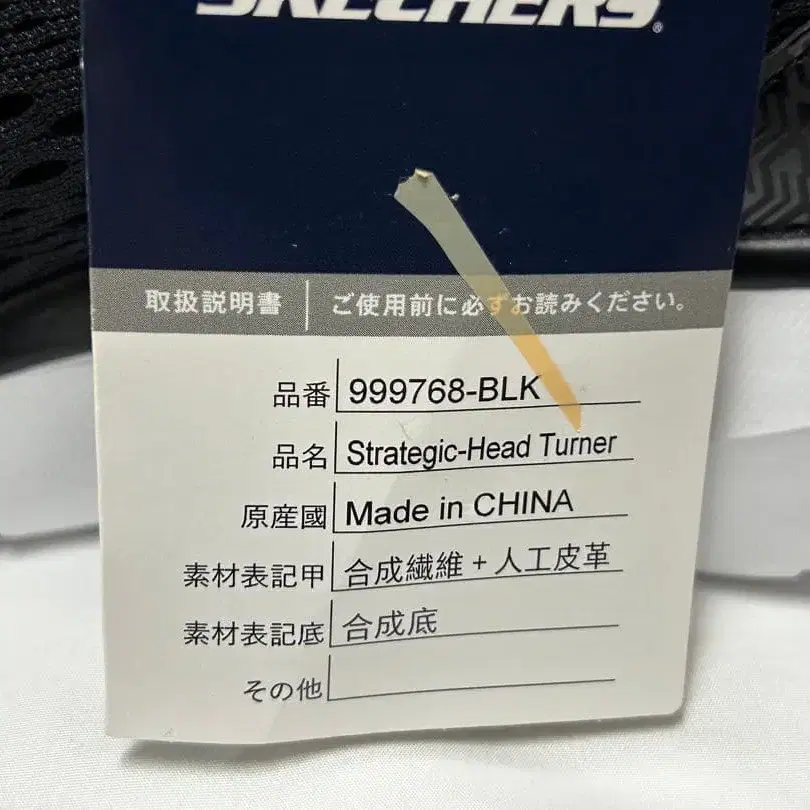 SKECHERS®
取扱説明書 ご使用前に必ずお読みください。
品番 999768-BLK
品名 Strategic-Head Turner
原産國 Made in CHINA
素材表記甲 合成繊維 + 人工皮革
素材表記底 合成底
その他